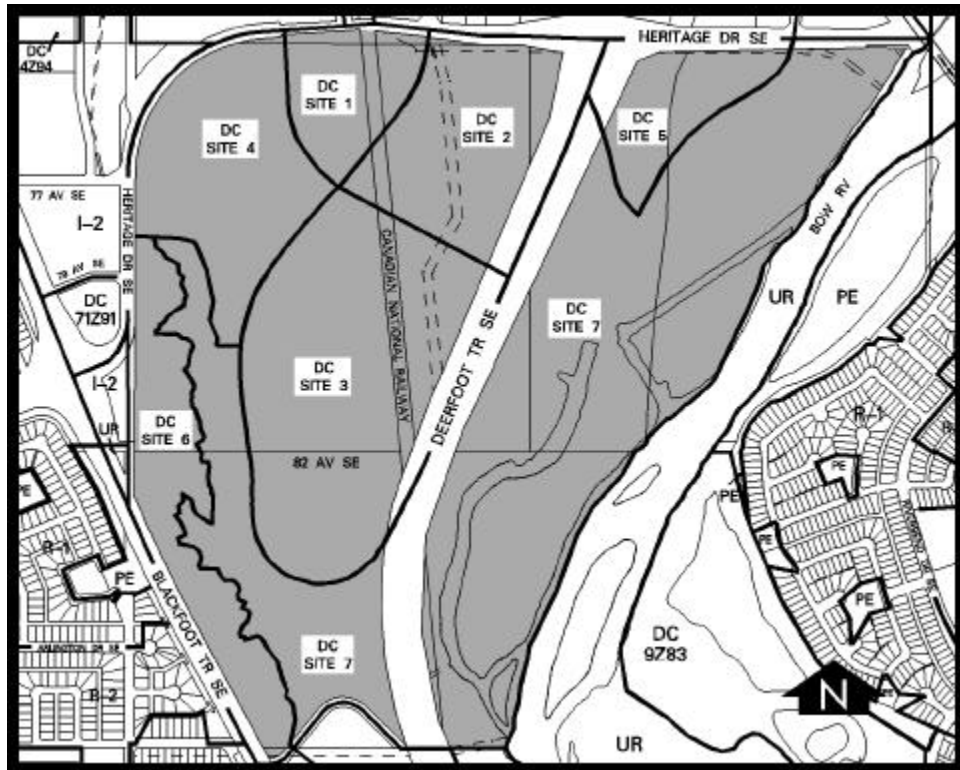 HERITAGE DR SE
DC
4Z94
DC
SITE 1
DC
SITE 4
DC
SITE 2
DC
SITE 5
77 AV SE
I-2
HERITAGE DR SE
BOW RV
78 AV SE
DC
71Z91
CANADIAN NATIONAL RAILWAY
UR
PE
DC
SITE 7
DEERFOOT TR SE
DC
SITE 3
I-2
DC
SITE 6
UR
R-1
82 AV SE
PE
PE
PE
PE
R-1
PE
PE
BLACKFOOT TR SE
DC
9Z83
DC
SITE 7
R-2
N
UR